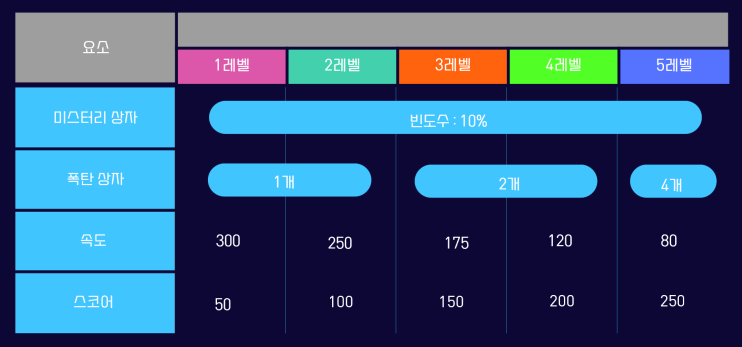 요소
1레벨 2레벨 3레벨 4레벨 5레벨
미스터리 상자 빈도수 : 10%
폭탄 상자 1개 2개 4개
속도 300 250 175 120 80
스코어 50 100 150 200 250